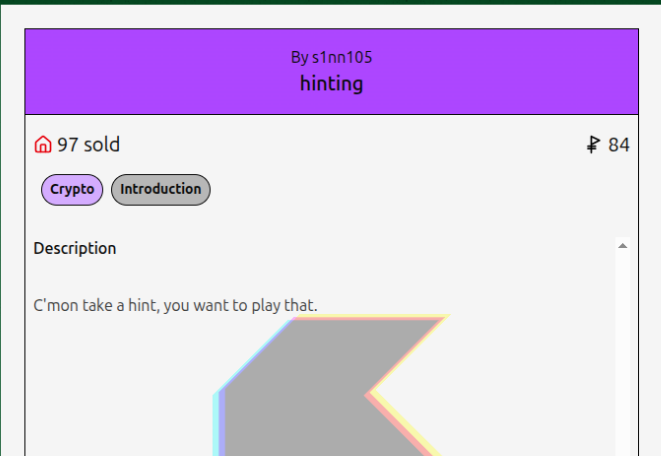 By s1nn105
hinting
97 sold
₽ 84
Crypto
Introduction
Description
C'mon take a hint, you want to play that.